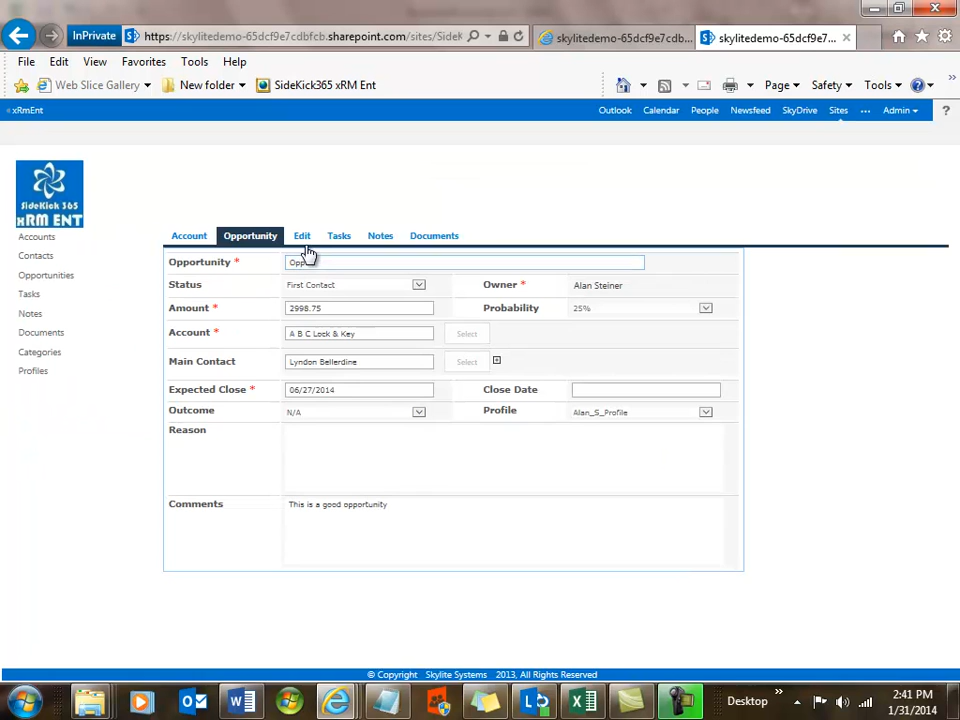 InPrivate https://skylitedemo-65dcf9e7cdbfcb.sharepoint.com/sites/Side skylitedemo-65dcf9e7cdb... skylitedemo-65dcf9e7...
File Edit View Favorites Tools Help
Web Slice Gallery New folder SideKick365 xRM Ent Page Safety Tools
xRmEnt Outlook Calendar People Newsfeed SkyDrive Sites ... Admin ?
SideKick 365
xRM ENT
Accounts
Contacts
Opportunities
Tasks
Notes
Documents
Categories
Profiles
Account Opportunity Edit Tasks Notes Documents
Opportunity *
Status First Contact Owner * Alan Steiner
Amount * 2998.75 Probability 25%
Account * A B C Lock & Key Select
Main Contact Lyndon Bellerdine Select
Expected Close * 06/27/2014 Close Date
Outcome N/A Profile Alan_S_Profile
Reason
Comments This is a good opportunity
© Copyright Skylite Systems 2013, All Rights Reserved
Desktop 2:41 PM
1/31/2014